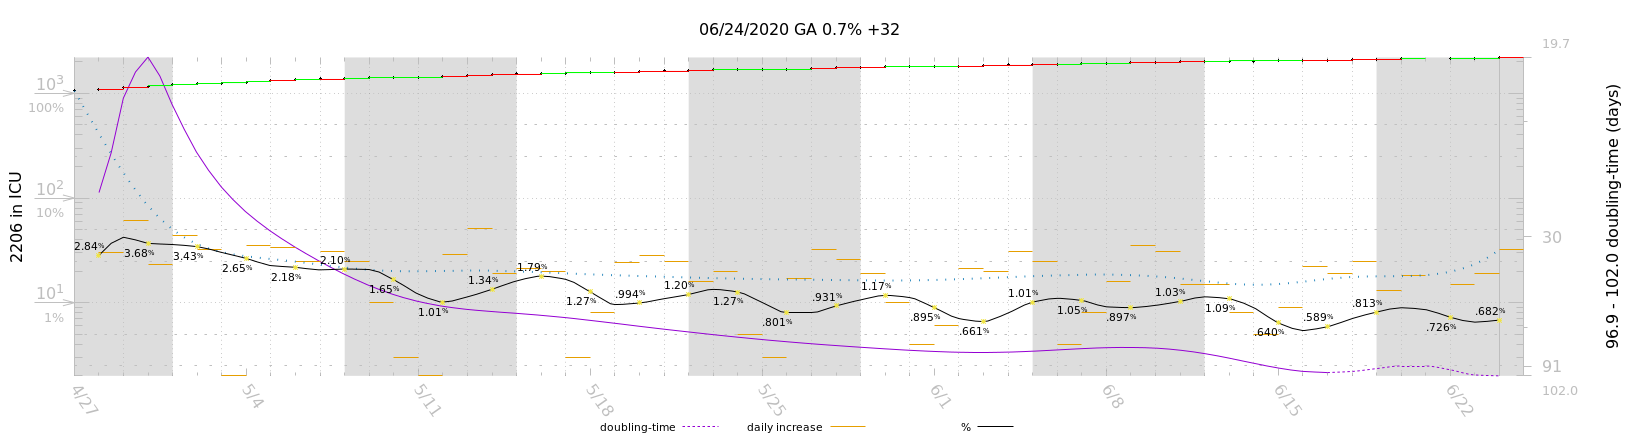 06/24/2020 GA 0.7% +32
19.7
10³
100%
10²
10%
10¹
1%
2206 in ICU
30
91
102.0
96.9 - 102.0 doubling-time (days)
2.84% 3.68% 3.43% 2.65% 2.18% 2.10% 1.65% 1.01% 1.34% 1.79% 1.27% .994% 1.20% 1.27% .801% .931% 1.17% .895% .661% 1.01% 1.05% .897% 1.03% 1.09% .640% .589% .813% .726% .682%
4/27 5/4 5/11 5/18 5/25 6/1 6/8 6/15 6/22
doubling-time daily increase %